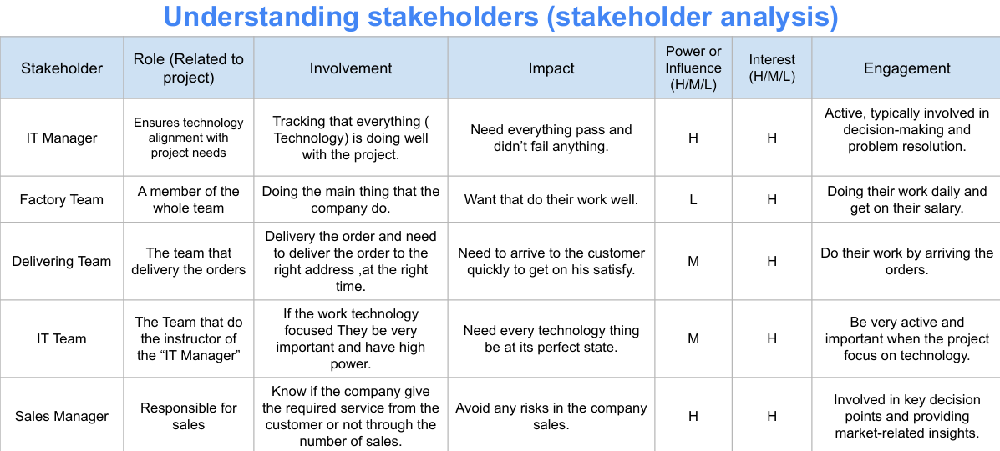 Understanding stakeholders (stakeholder analysis)
Stakeholder
Role (Related to
project)
Involvement
Impact
Power or
Influence
(H/M/L)
Interest
(H/M/L)
Engagement
IT Manager
Ensures technology
alignment with
project needs
Tracking that everything (
Technology) is doing well
with the project.
Need everything pass and
didn’t fail anything.
H
H
Active, typically involved in
decision-making and
problem resolution.
Factory Team
A member of the
whole team
Doing the main thing that the
company do.
Want that do their work well.
L
H
Doing their work daily and
get on their salary.
Delivering Team
The team that
delivery the orders
Delivery the order and need
to deliver the order to the
right address ,at the right
time.
Need to arrive to the customer
quickly to get on his satisfy.
M
H
Do their work by arriving the
orders.
IT Team
The Team that do
the instructor of
the “IT Manager”
If the work technology
focused They be very
important and have high
power.
Need every technology thing
be at its perfect state.
M
H
Be very active and
important when the project
focus on technology.
Sales Manager
Responsible for
sales
Know if the company give
the required service from the
customer or not through the
number of sales.
Avoid any risks in the company
sales.
H
H
Involved in key decision
points and providing
market-related insights.